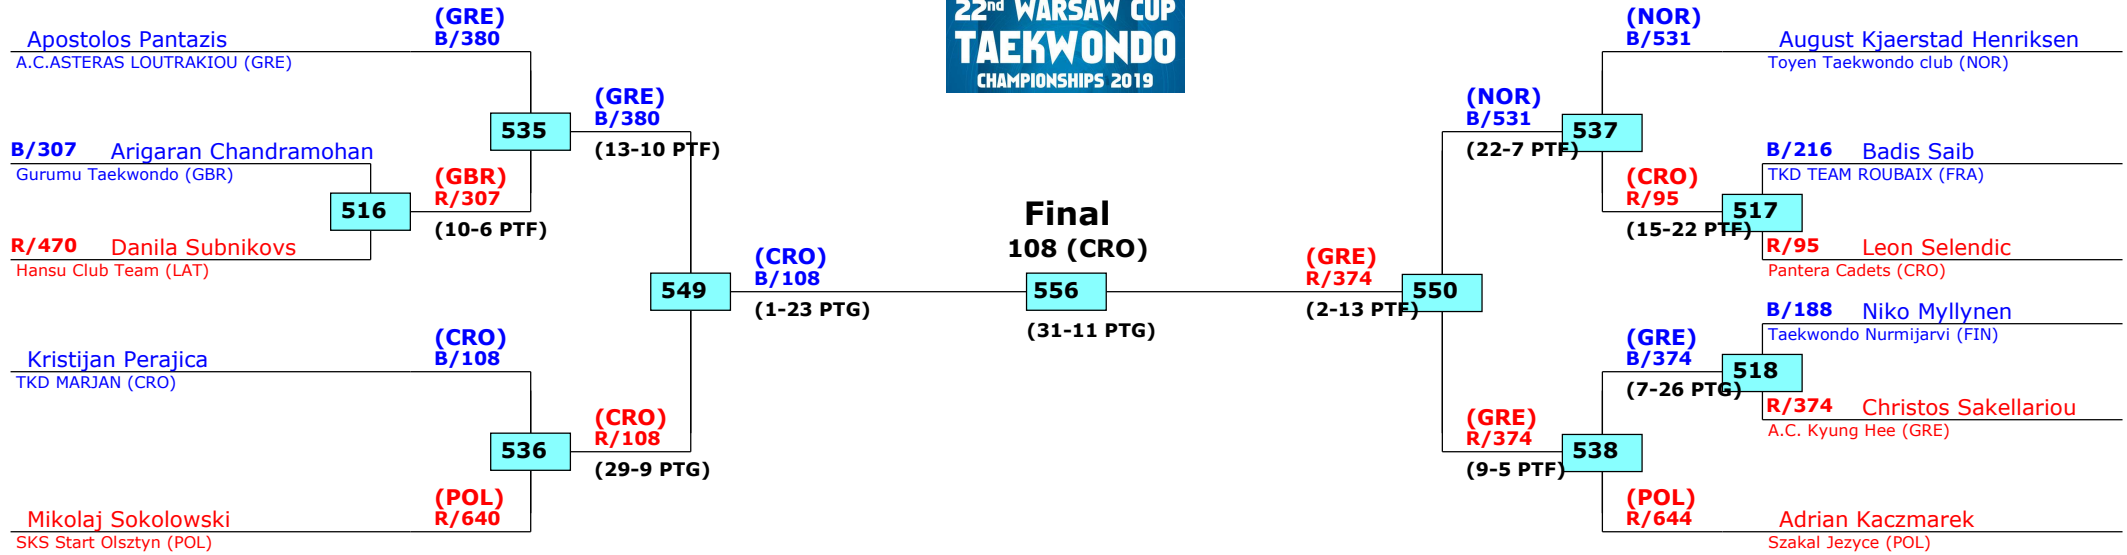 22nd WARSAW CUP
TAEKWONDO
CHAMPIONSHIPS 2019
(GRE)
Apostolos Pantazis B/380
A.C.ASTERAS LOUTRAKIOU (GRE)
(GRE)
535 B/380
(13-10 PTF)
B/307 Arigaran Chandramohan
Gurumu Taekwondo (GBR)
(GBR)
516 R/307
(10-6 PTF)
R/470 Danila Subnikovs
Hansu Club Team (LAT)
(CRO)
549 B/108
(1-23 PTG)
(CRO)
Kristijan Perajica B/108
TKD MARJAN (CRO)
(CRO)
536 R/108
(29-9 PTG)
(POL)
Mikolaj Sokolowski R/640
SKS Start Olsztyn (POL)
Final
108 (CRO)
556
(31-11 PTG)
(NOR)
B/531 August Kjaerstad Henriksen
Toyen Taekwondo club (NOR)
(NOR)
B/531 537
(22-7 PTF)
B/216 Badis Saib
TKD TEAM ROUBAIX (FRA)
(CRO)
R/95 517
(15-22 PTF)
R/95 Leon Selendic
Pantera Cadets (CRO)
(GRE)
R/374 550
(2-13 PTF)
B/188 Niko Myllynen
Taekwondo Nurmijarvi (FIN)
(GRE)
B/374 518
(7-26 PTG)
R/374 Christos Sakellariou
A.C. Kyung Hee (GRE)
(GRE)
R/374 538
(9-5 PTF)
(POL)
R/644 Adrian Kaczmarek
Szakal Jezyce (POL)